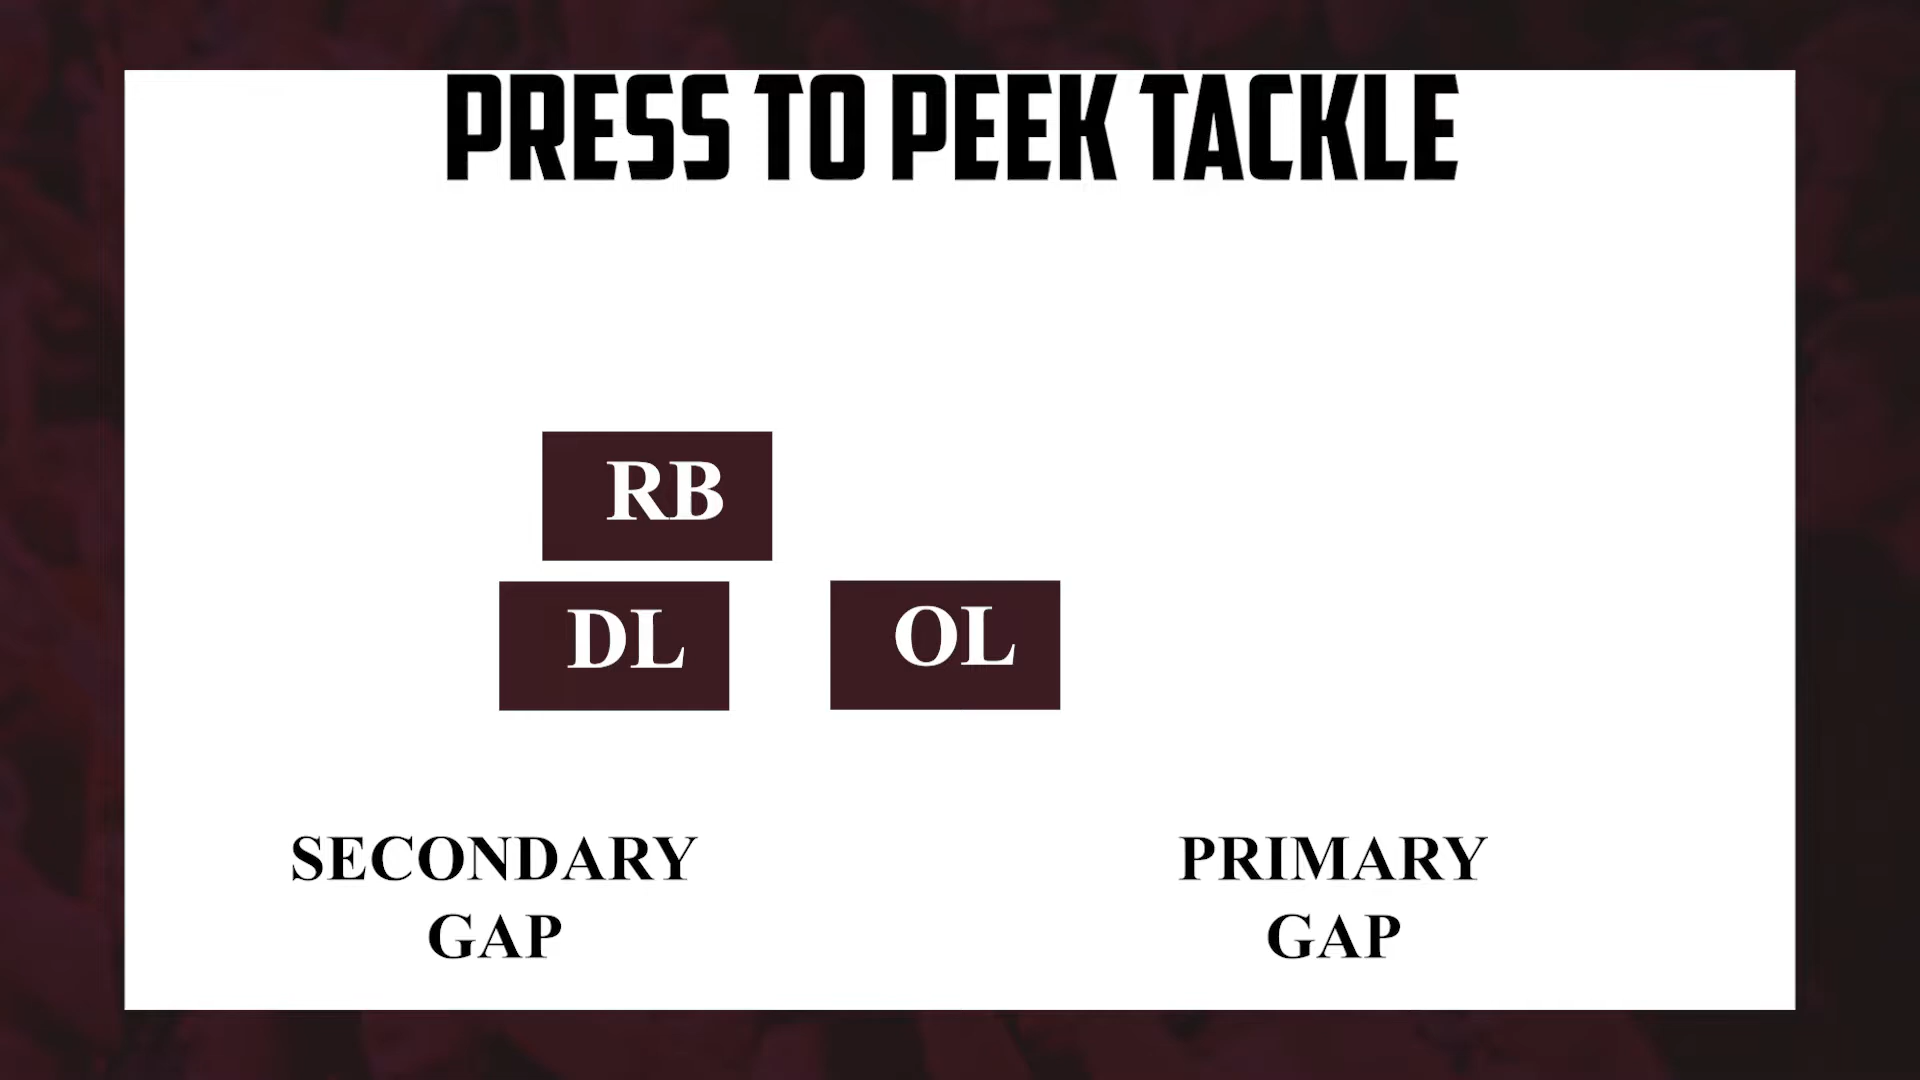 PRESS TO PEEK TACKLE
RB
DL
OL
SECONDARY
GAP
PRIMARY
GAP